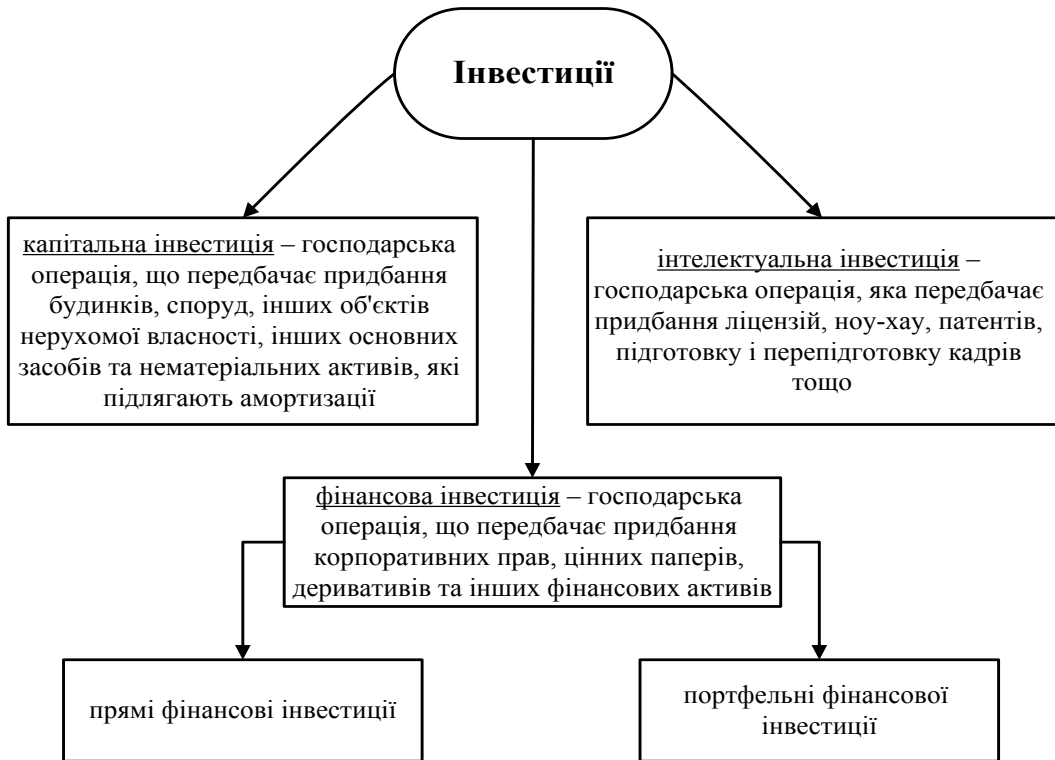 Інвестиції
капітальна інвестиція – господарська
операція, що передбачає придбання
будинків, споруд, інших об'єктів
нерухомої власності, інших основних
засобів та нематеріальних активів, які
підлягають амортизації
інтелектуальна інвестиція –
господарська операція, яка передбачає
придбання ліцензій, ноу-хау, патентів,
підготовку і перепідготовку кадрів
тощо
фінансова інвестиція – господарська
операція, що передбачає придбання
корпоративних прав, цінних паперів,
деривативів та інших фінансових активів
прямі фінансові інвестиції
портфельні фінансової
інвестиції